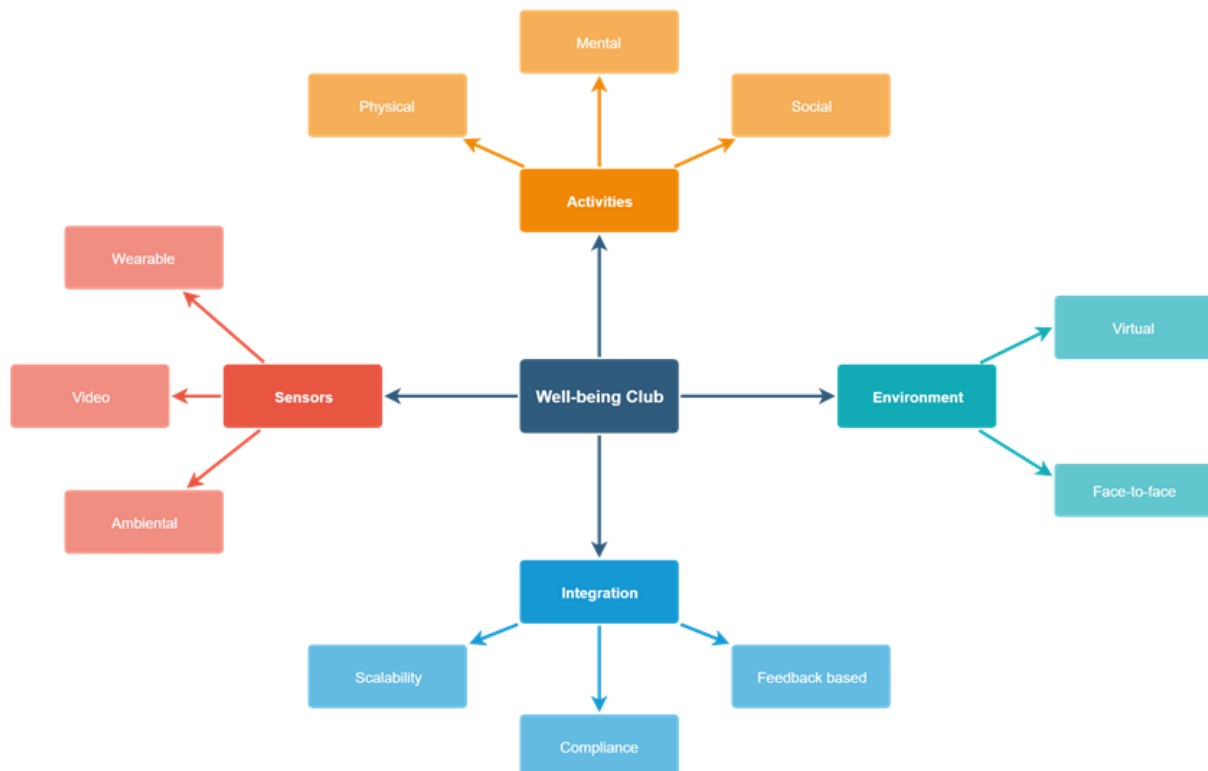 Mental
Physical
Social
Activities
Wearable
Virtual
Video
Sensors
Well-being Club
Environment
Face-to-face
Ambiental
Integration
Scalability
Feedback based
Compliance